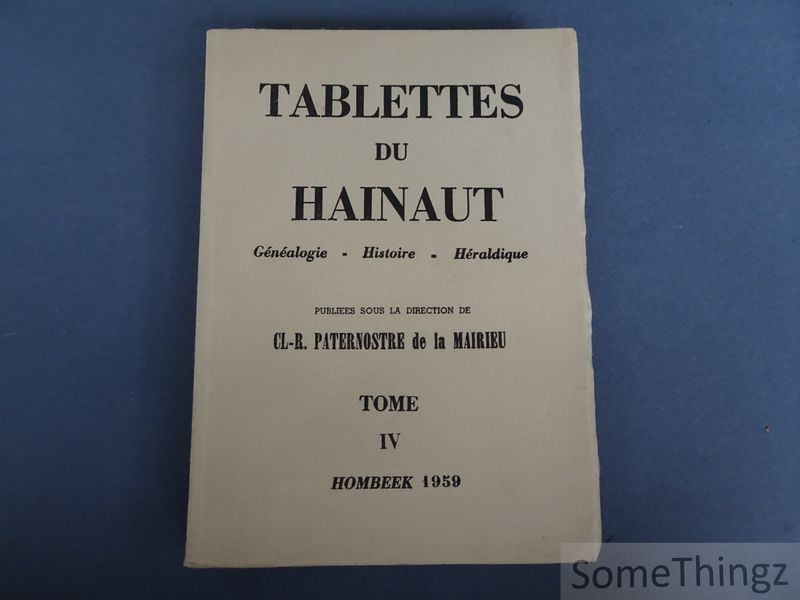 TABLETTES
DU
HAINAUT
Généalogie - Histoire - Héraldique
PUBLIEES SOUS LA DIRECTION DE
CL-R. PATERNOSTRE de la MAIRIEU
TOME
IV
HOMBEEK 1959
SomeThingz